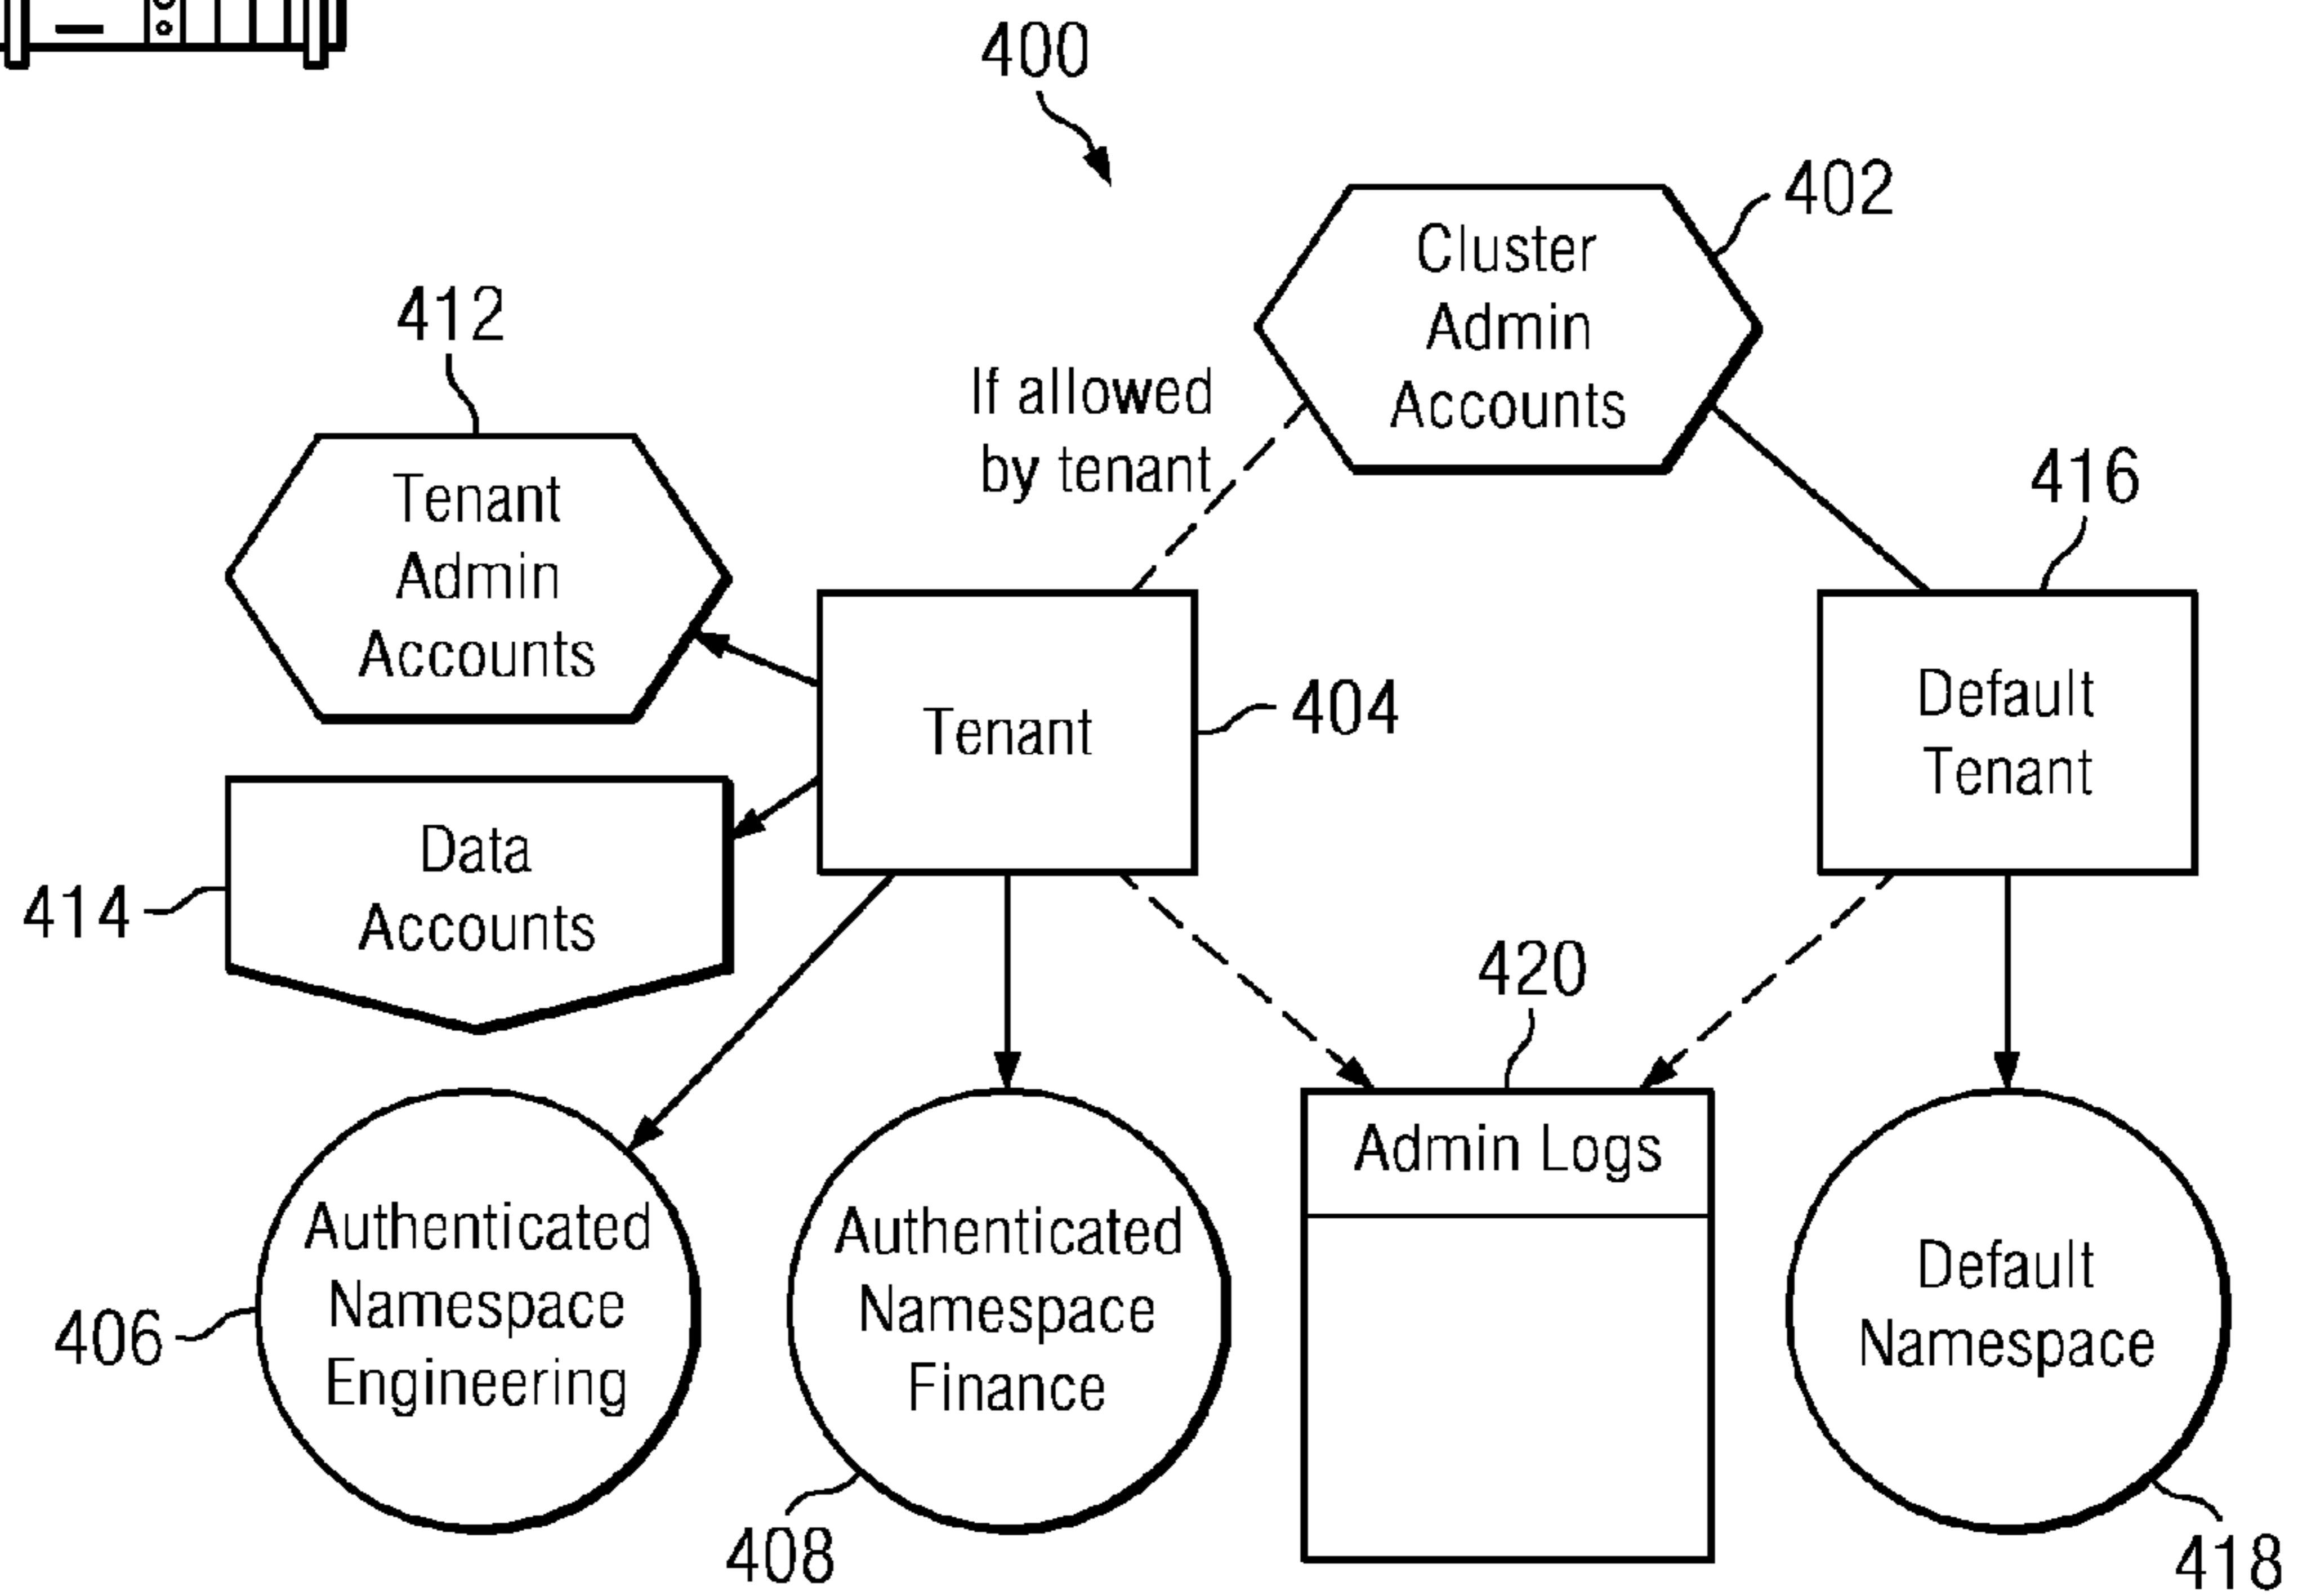 400
402
Cluster
Admin
Accounts
412
If allowed
by tenant
416
Tenant
Admin
Accounts
404
Tenant
Default
Tenant
Data
Accounts
414
420
Admin Logs
Authenticated
Namespace
Engineering
406
Authenticated
Namespace
Finance
408
Default
Namespace
418